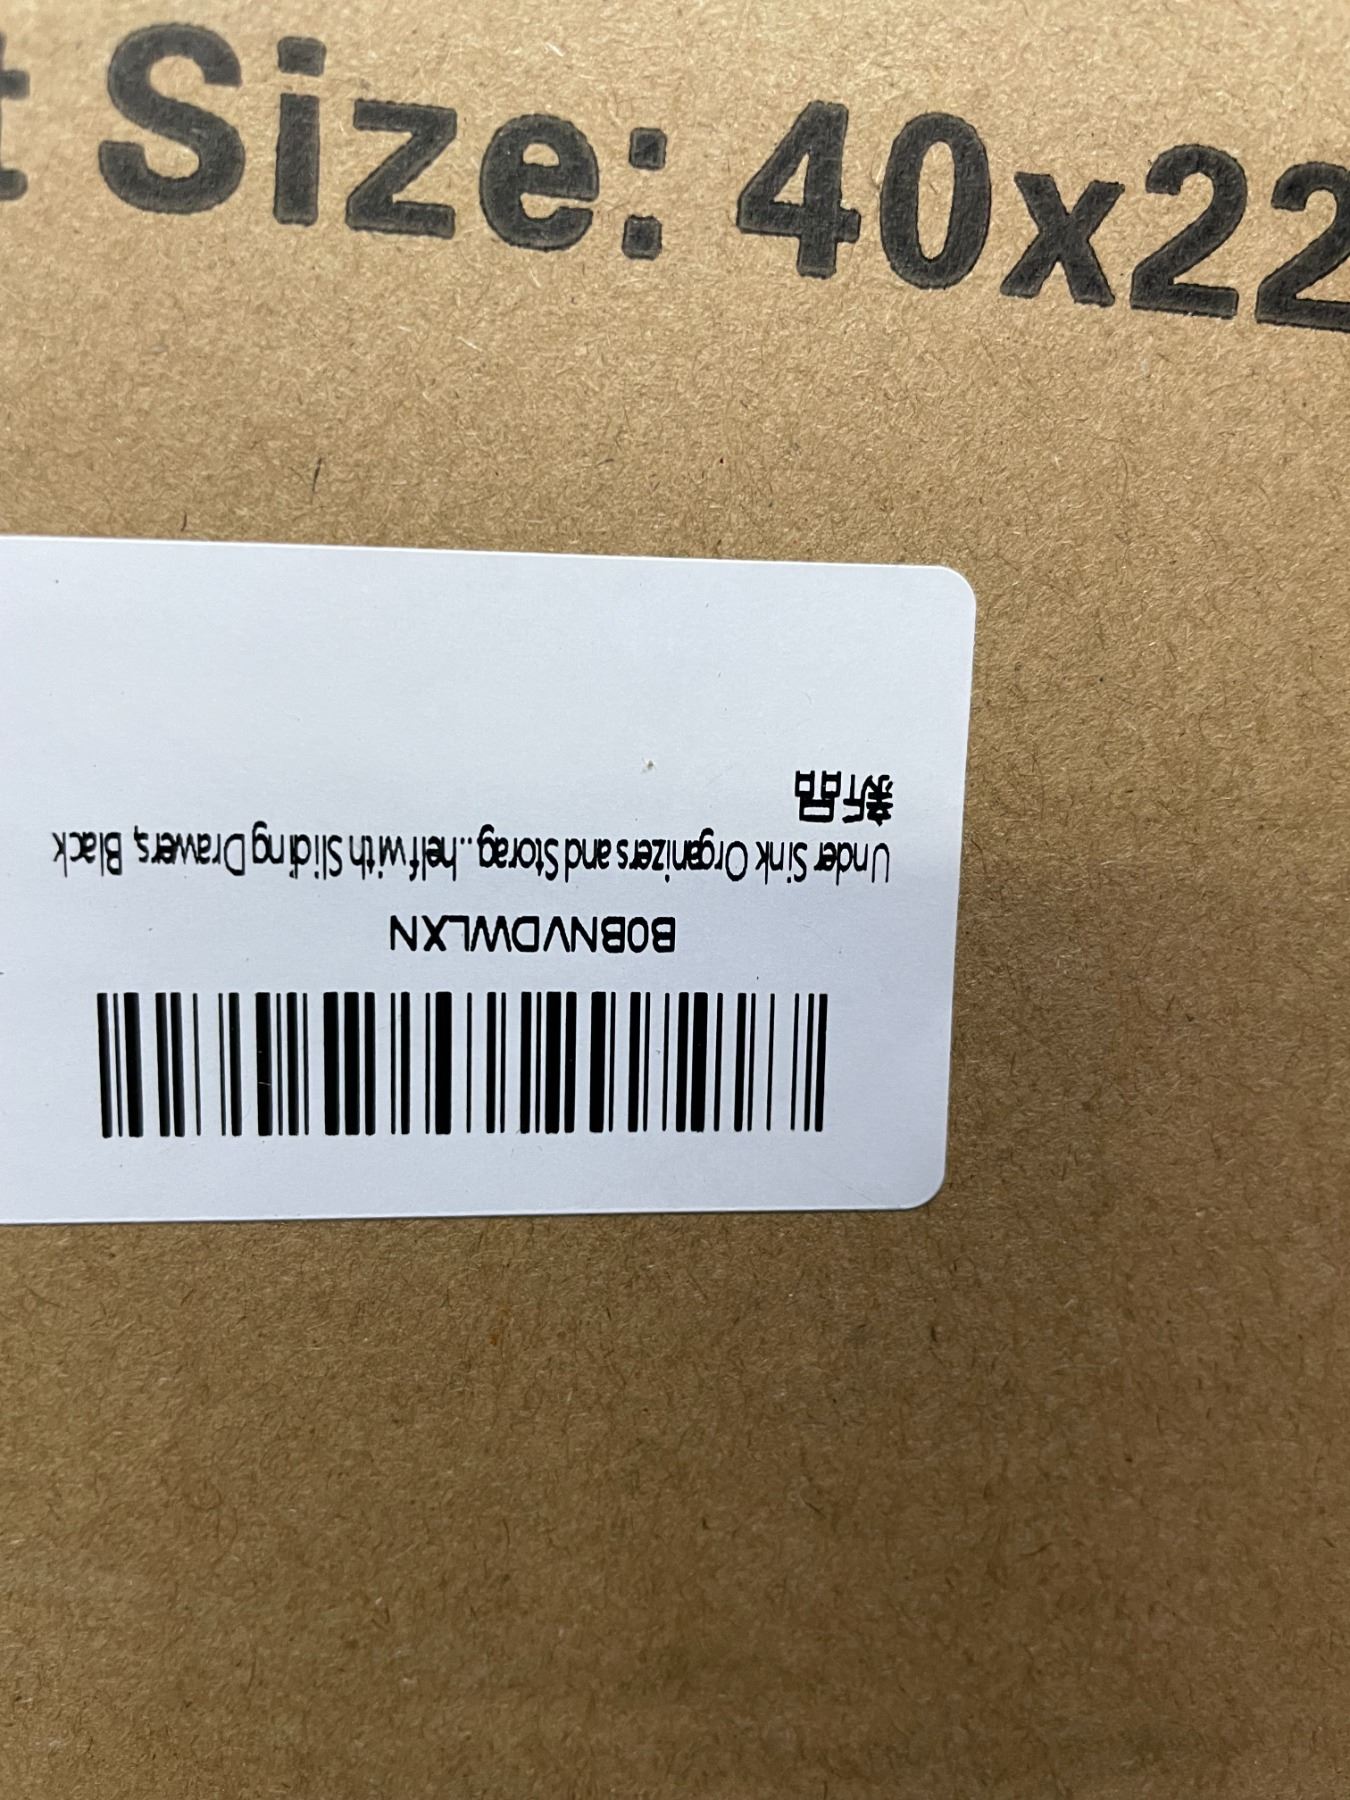 t Size: 40x22
B0BNVDWLXN
Under Sink Organizers and Storag...helf with Sliding Drawers, Black
新品